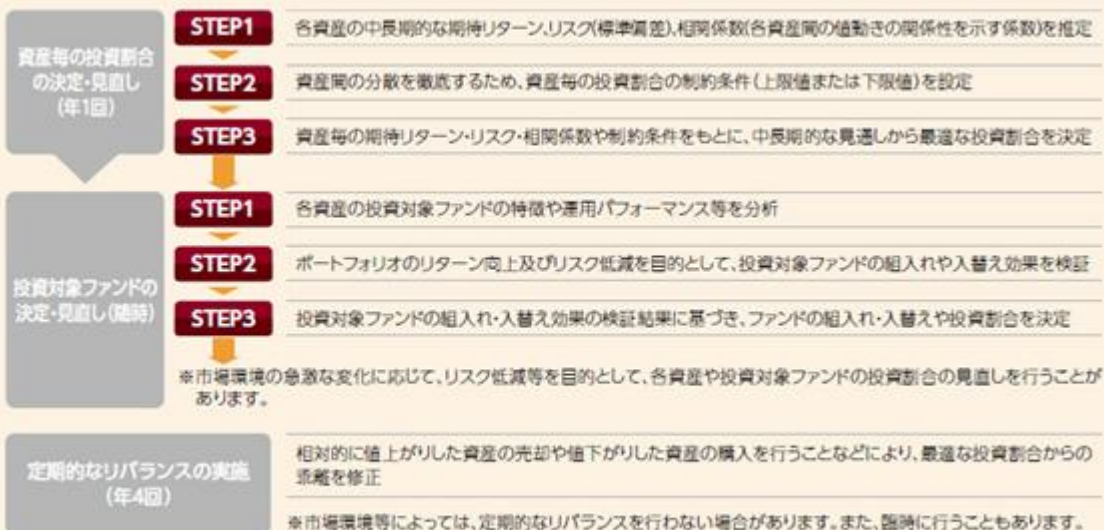 資産毎の投資割合
の決定・見直し
(年1回)
STEP1
各資産の中長期的な期待リターン、リスク(標準偏差)、相関係数(各資産間の値動きの関係性を示す係数)を推定
STEP2
資産間の分散を徹底するため、資産毎の投資割合の制約条件(上限値または下限値)を設定
STEP3
資産毎の期待リターン・リスク・相関係数や制約条件をもとに、中長期的な見通しから最適な投資割合を決定
投資対象ファンドの
決定・見直し(随時)
STEP1
各資産の投資対象ファンドの特徴や運用パフォーマンス等を分析
STEP2
ポートフォリオのリターン向上及びリスク低減を目的として、投資対象ファンドの組入れや入替え効果を検証
STEP3
投資対象ファンドの組入れ・入替え効果の検証結果に基づき、ファンドの組入れ・入替えや投資割合を決定
※市場環境の急激な変化に応じて、リスク低減等を目的として、各資産や投資対象ファンドの投資割合の見直しを行うことが
あります。
定期的なリバランスの実施
(年4回)
相対的に値上がりした資産の売却や値下がりした資産の購入を行うことなどにより、最適な投資割合からの
乖離を修正
※市場環境等によっては、定期的なリバランスを行わない場合があります。また、臨時に行うこともあります。